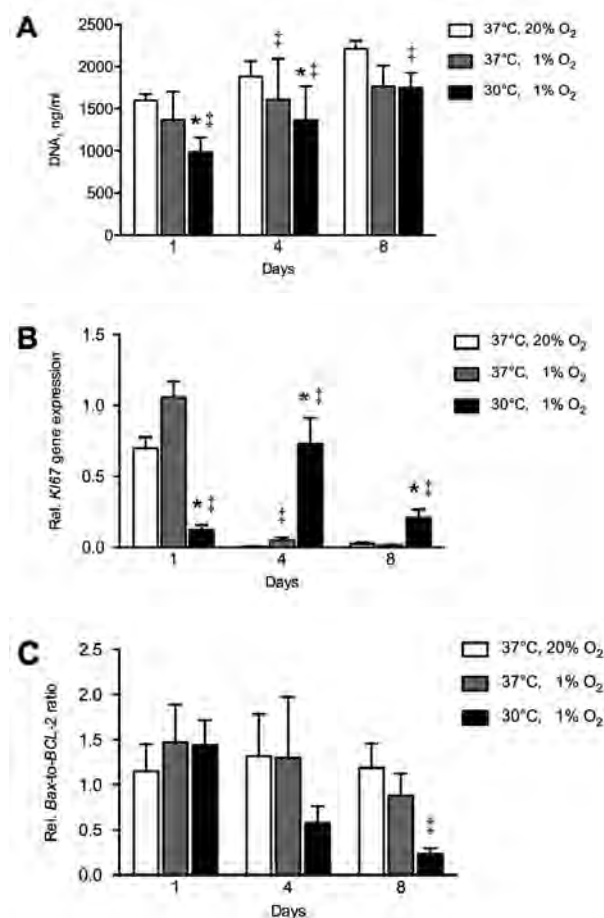 A
DNA, ng/ml
2500
2000
1500
1000
500
0
‡
* ‡
* ‡
‡
1
4
8
Days
37°C, 20% O2
37°C, 1% O2
30°C, 1% O2
B
Rel. KI67 gene expression
1.5
1.0
0.5
0.0
* ‡
‡
* ‡
* ‡
1
4
8
Days
37°C, 20% O2
37°C, 1% O2
30°C, 1% O2
C
Rel. Bax-to-BCL-2 ratio
2.5
2.0
1.5
1.0
0.5
0.0
‡
1
4
8
Days
37°C, 20% O2
37°C, 1% O2
30°C, 1% O2